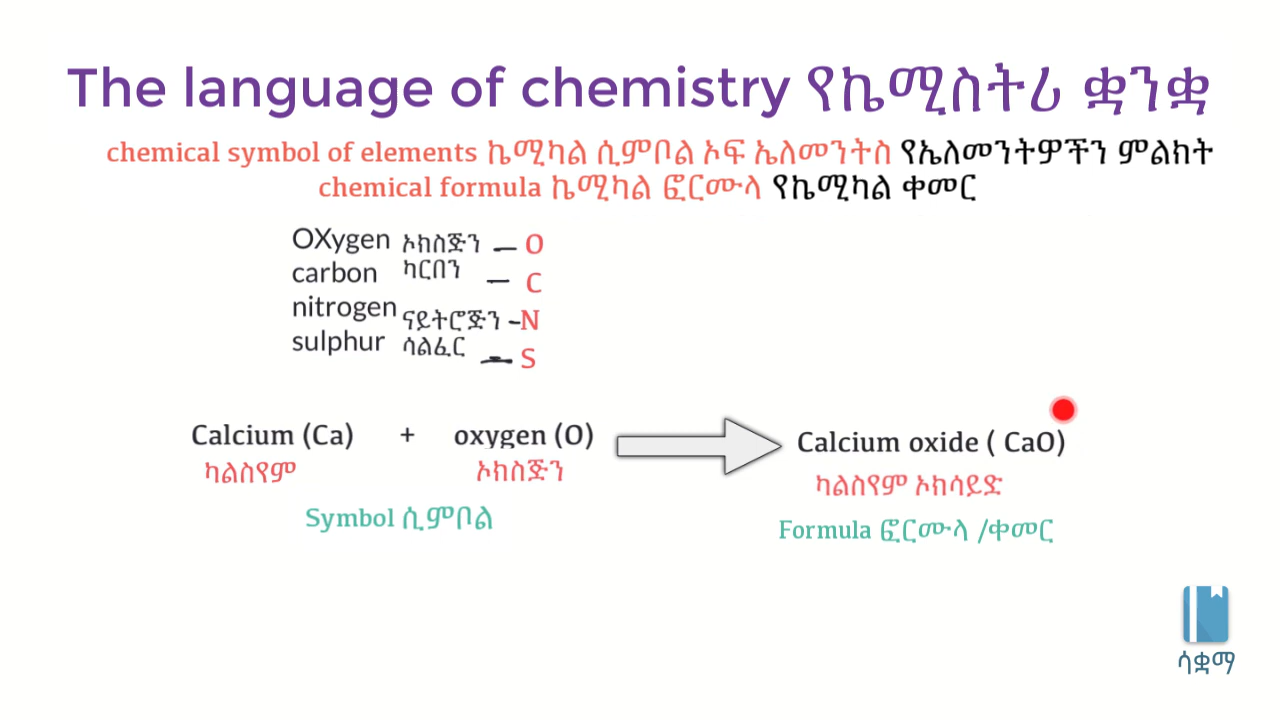 The language of chemistry የኬሚስትሪ ቋንቋ
chemical symbol of elements ኬሚካል ሲምቦል ኦፍ ኤለመንትስ የኤለመንትዎችን ምልክት
chemical formula ኬሚካል ፎርሙላ የኬሚካል ቀመር
OXygen ኦክስጅን – O
carbon ካርበን – C
nitrogen ናይትሮጅን –N
sulphur ሳልፈር – S
Calcium (Ca) + oxygen (O) Calcium oxide ( CaO)
ካልስየም ኦክስጅን ካልስየም ኦክሳይድ
Symbol ሲምቦል Formula ፎርሙላ /ቀመር
ሳቋማ